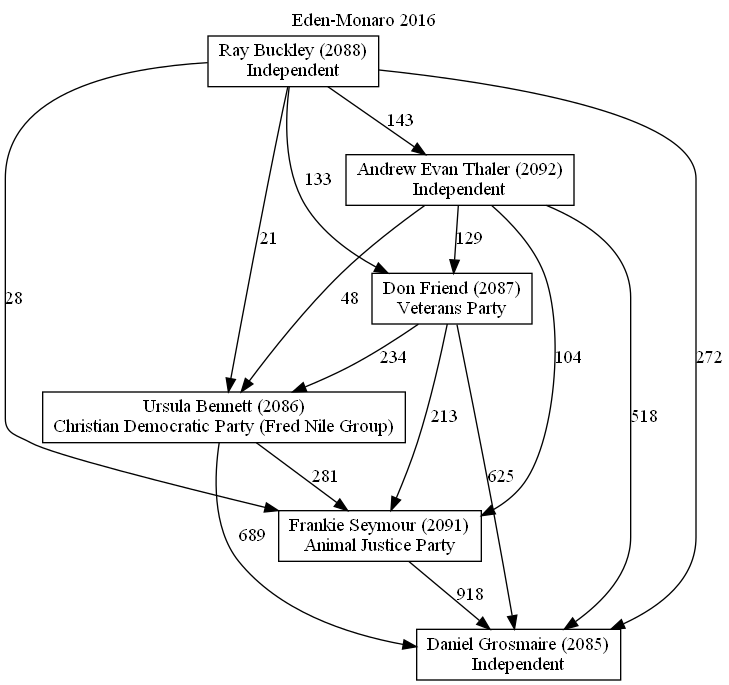 Eden-Monaro 2016
Ray Buckley (2088)
Independent
143
Andrew Evan Thaler (2092)
Independent
133
21
129
28
48
Don Friend (2087)
Veterans Party
234
104
272
Ursula Bennett (2086)
Christian Democratic Party (Fred Nile Group)
213
518
281
625
Frankie Seymour (2091)
Animal Justice Party
689
918
Daniel Grosmaire (2085)
Independent